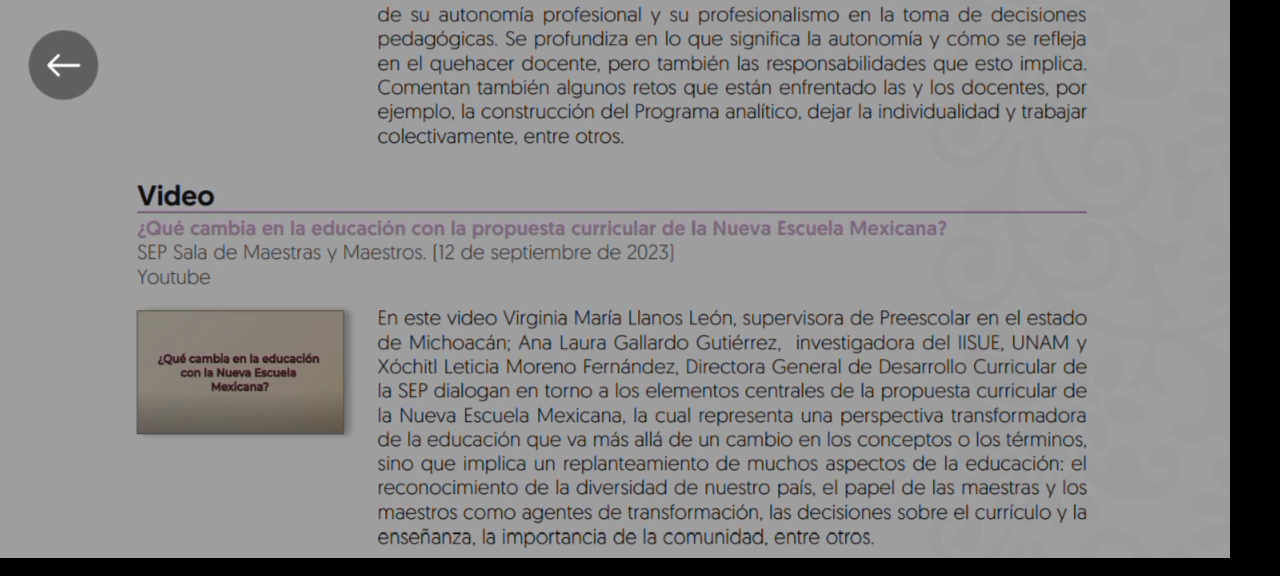 de su autonomía profesional y su profesionalismo en la toma de decisiones
pedagógicas. Se profundiza en lo que significa la autonomía y cómo se refleja
en el quehacer docente, pero también las responsabilidades que esto implica.
Comentan también algunos retos que están enfrentado las y los docentes, por
ejemplo, la construcción del Programa analítico, dejar la individualidad y trabajar
colectivamente, entre otros.
Video
¿Qué cambia en la educación con la propuesta curricular de la Nueva Escuela Mexicana?
SEP Sala de Maestras y Maestros. (12 de septiembre de 2023)
Youtube
¿Qué cambia en la educación
con la Nueva Escuela
Mexicana?
En este video Virginia María Llanos León, supervisora de Preescolar en el estado
de Michoacán; Ana Laura Gallardo Gutiérrez, investigadora del IISUE, UNAM y
Xóchitl Leticia Moreno Fernández, Directora General de Desarrollo Curricular de
la SEP dialogan en torno a los elementos centrales de la propuesta curricular de
la Nueva Escuela Mexicana, la cual representa una perspectiva transformadora
de la educación que va más allá de un cambio en los conceptos o los términos,
sino que implica un replanteamiento de muchos aspectos de la educación: el
reconocimiento de la diversidad de nuestro país, el papel de las maestras y los
maestros como agentes de transformación, las decisiones sobre el currículo y la
enseñanza, la importancia de la comunidad, entre otros.